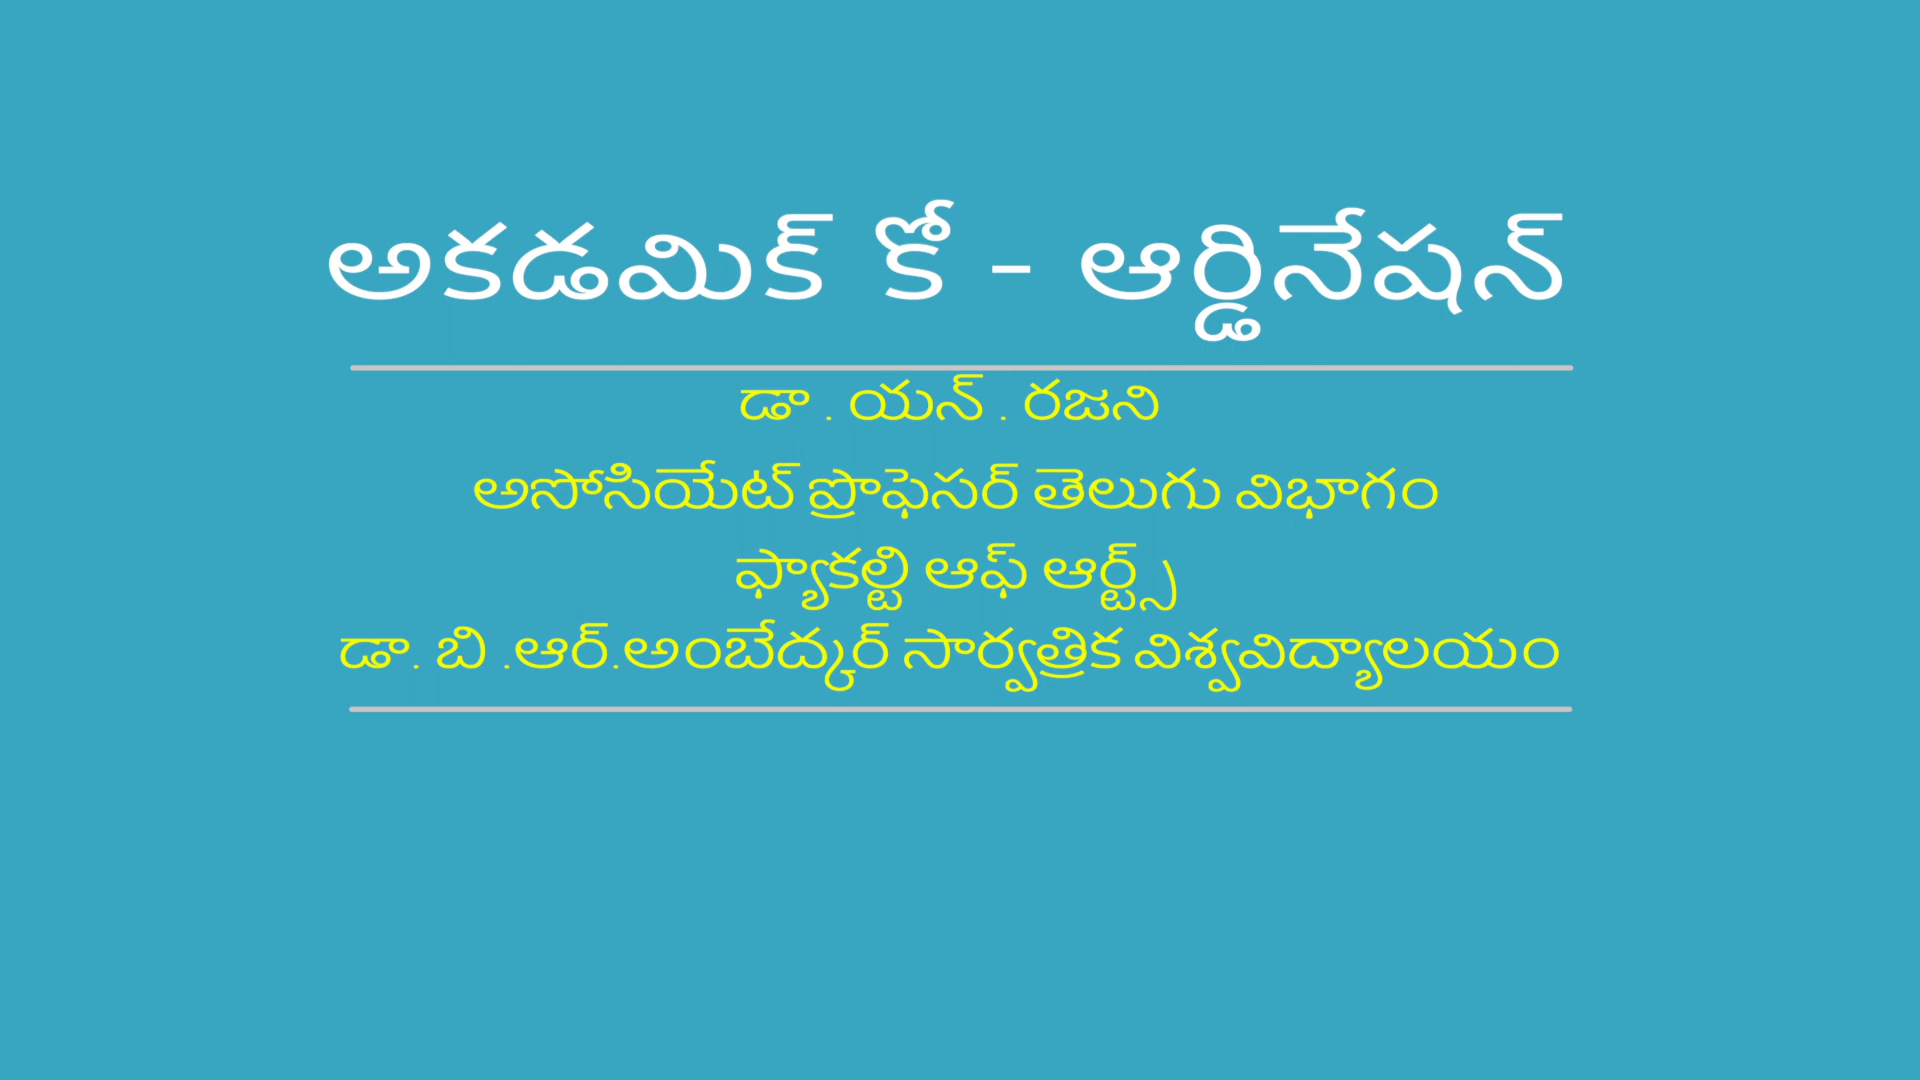 అకడమిక్ కో - ఆర్డినేషన్
డా . యన్ . రజని
అసోసియేట్ ప్రొఫెసర్ తెలుగు విభాగం
ఫ్యాకల్టి ఆఫ్ ఆర్ట్స్
డా. బి .ఆర్.అంబేద్కర్ సార్వత్రిక విశ్వవిద్యాలయం